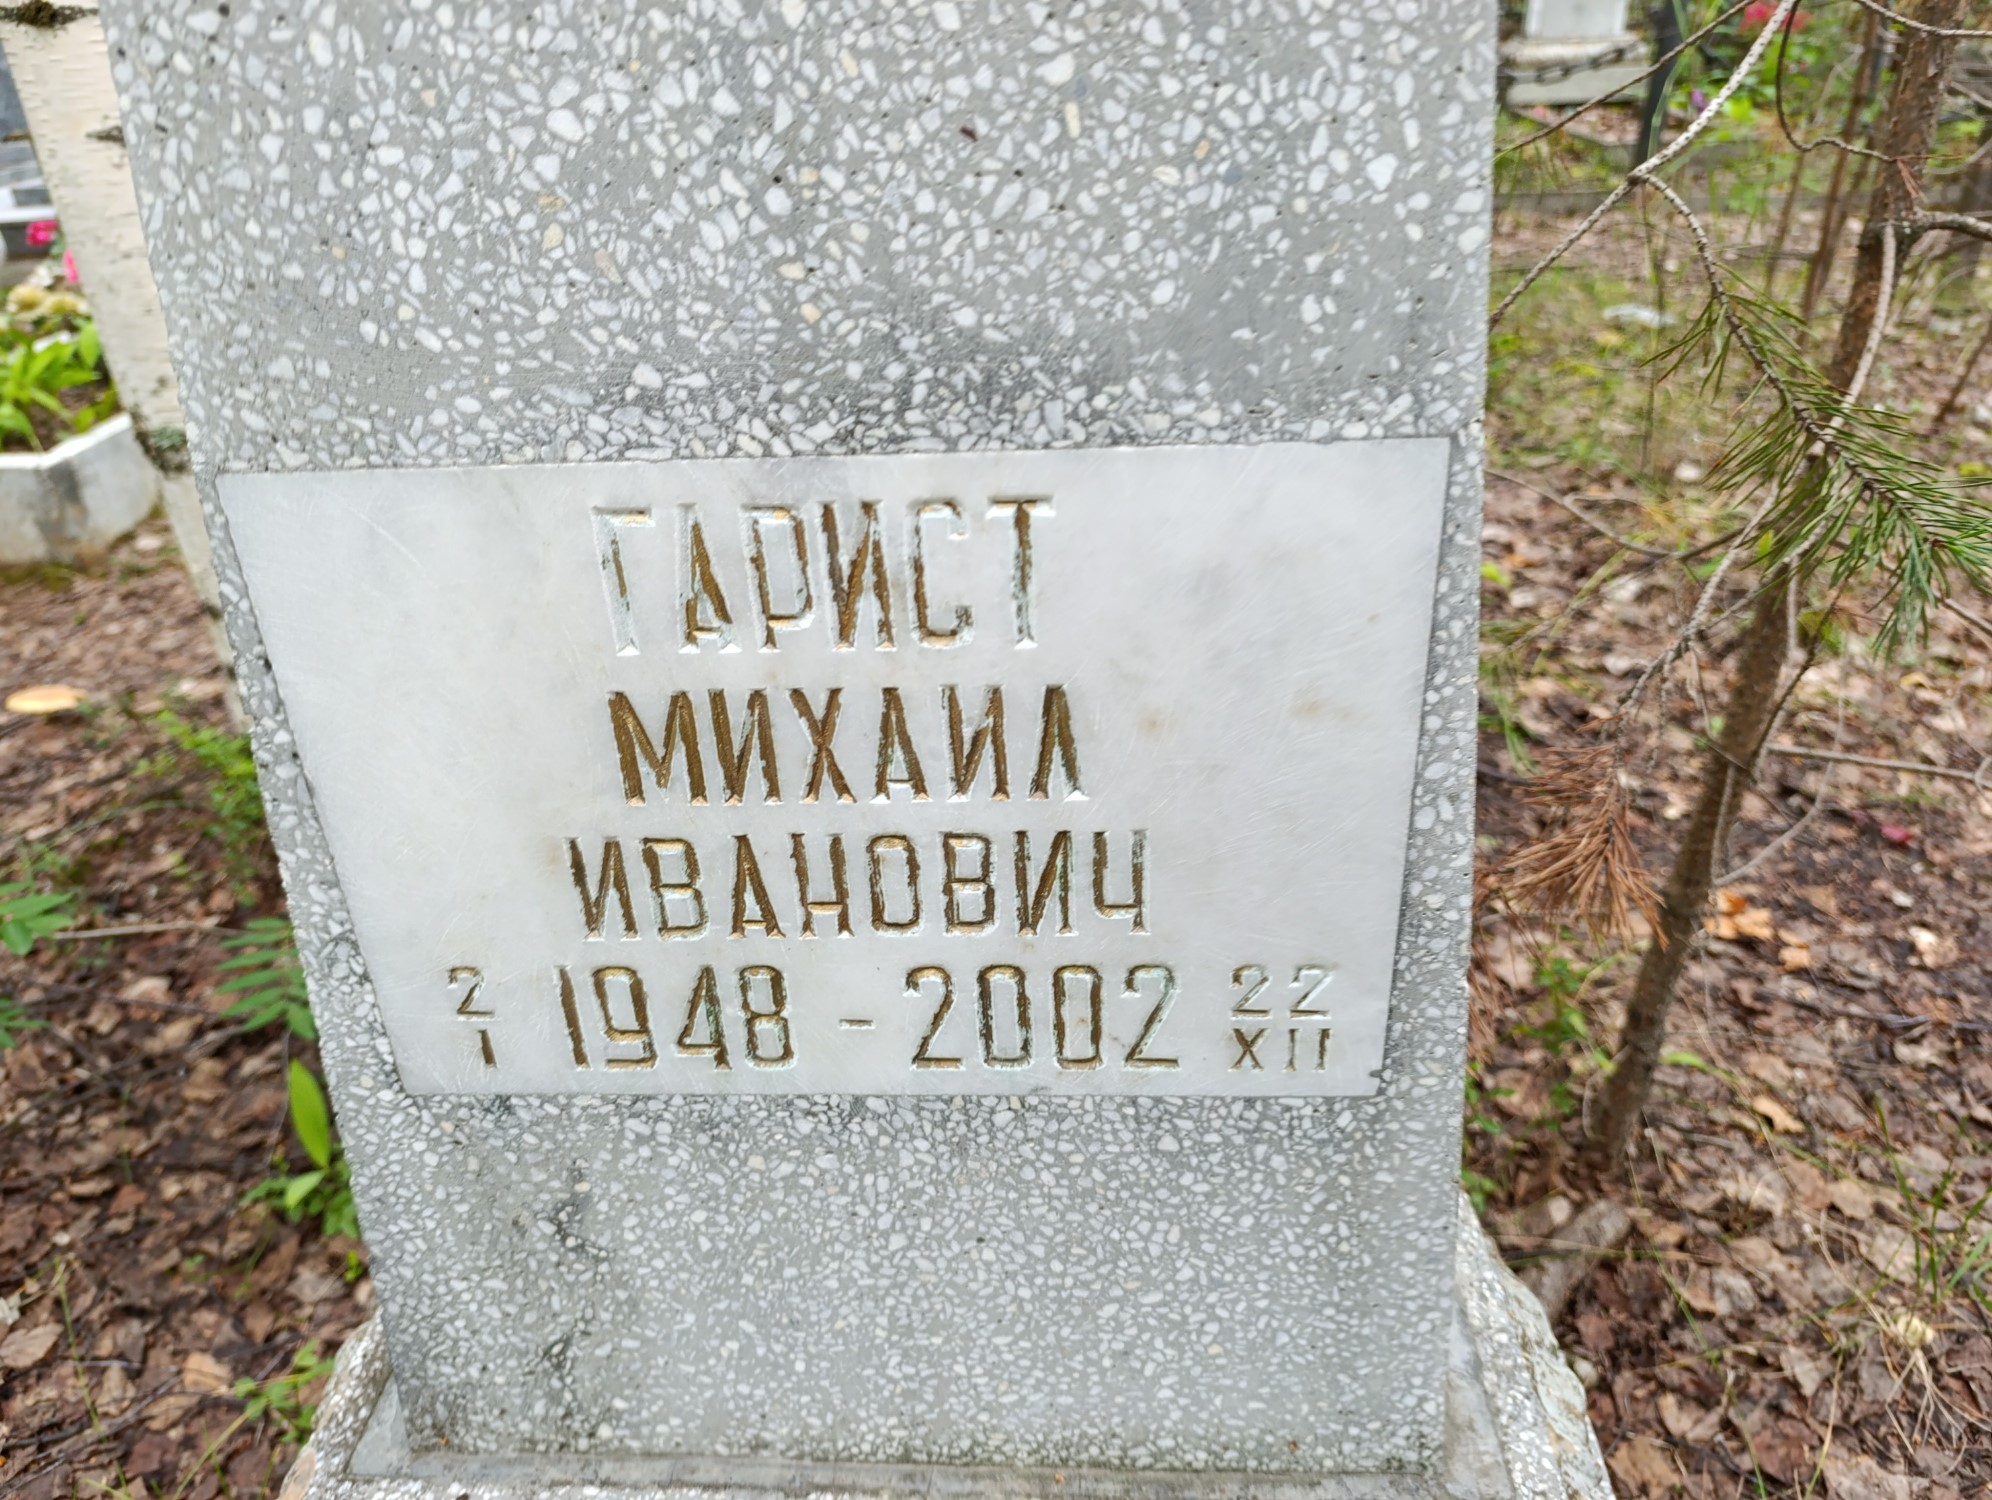 ГАРИСТ
МИХАИЛ
ИВАНОВИЧ
2/I 1948 - 2002 22/XII